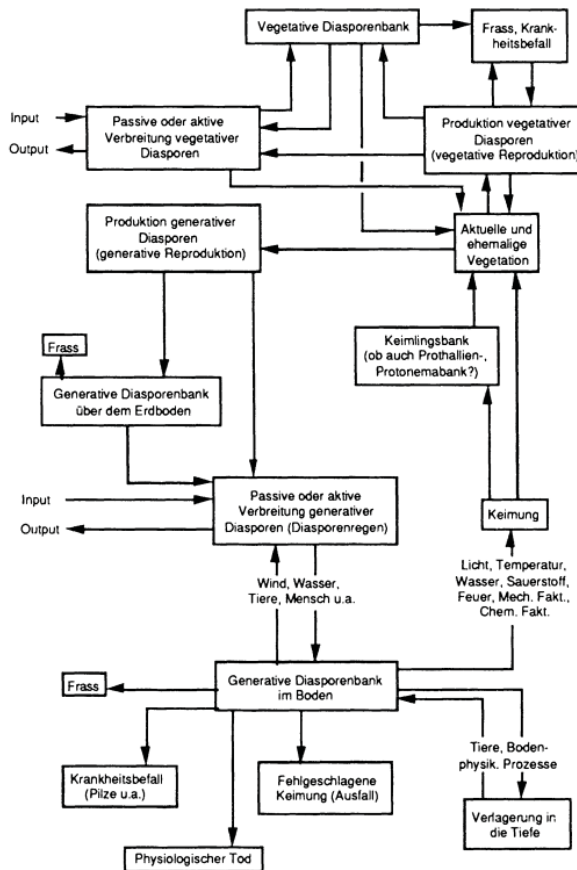 Vegetative Diasporenbank
Frass, Krank-
heitsbefall
Input
Output
Passive oder aktive
Verbreitung vegetativer
Diasporen
Produktion vegetativer
Diasporen
(vegetative Reproduktion)
Produktion generativer
Diasporen
(generative Reproduktion)
Aktuelle und
ehemalige
Vegetation
Frass
Keimlingsbank
(ob auch Prothallien-,
Protonemabank?)
Generative Diasporenbank
über dem Erdboden
Input
Output
Passive oder aktive
Verbreitung generativer
Diasporen (Diasporenregen)
Keimung
Wind, Wasser,
Tiere, Mensch u.a.
Licht, Temperatur,
Wasser, Sauerstoff,
Feuer, Mech. Fakt.,
Chem. Fakt.
Frass
Generative Diasporenbank
im Boden
Tiere, Boden-
physik. Prozesse
Krankheitsbefall
(Pilze u.a.)
Fehlgeschlagene
Keimung (Ausfall)
Verlagerung in
die Tiefe
Physiologischer Tod